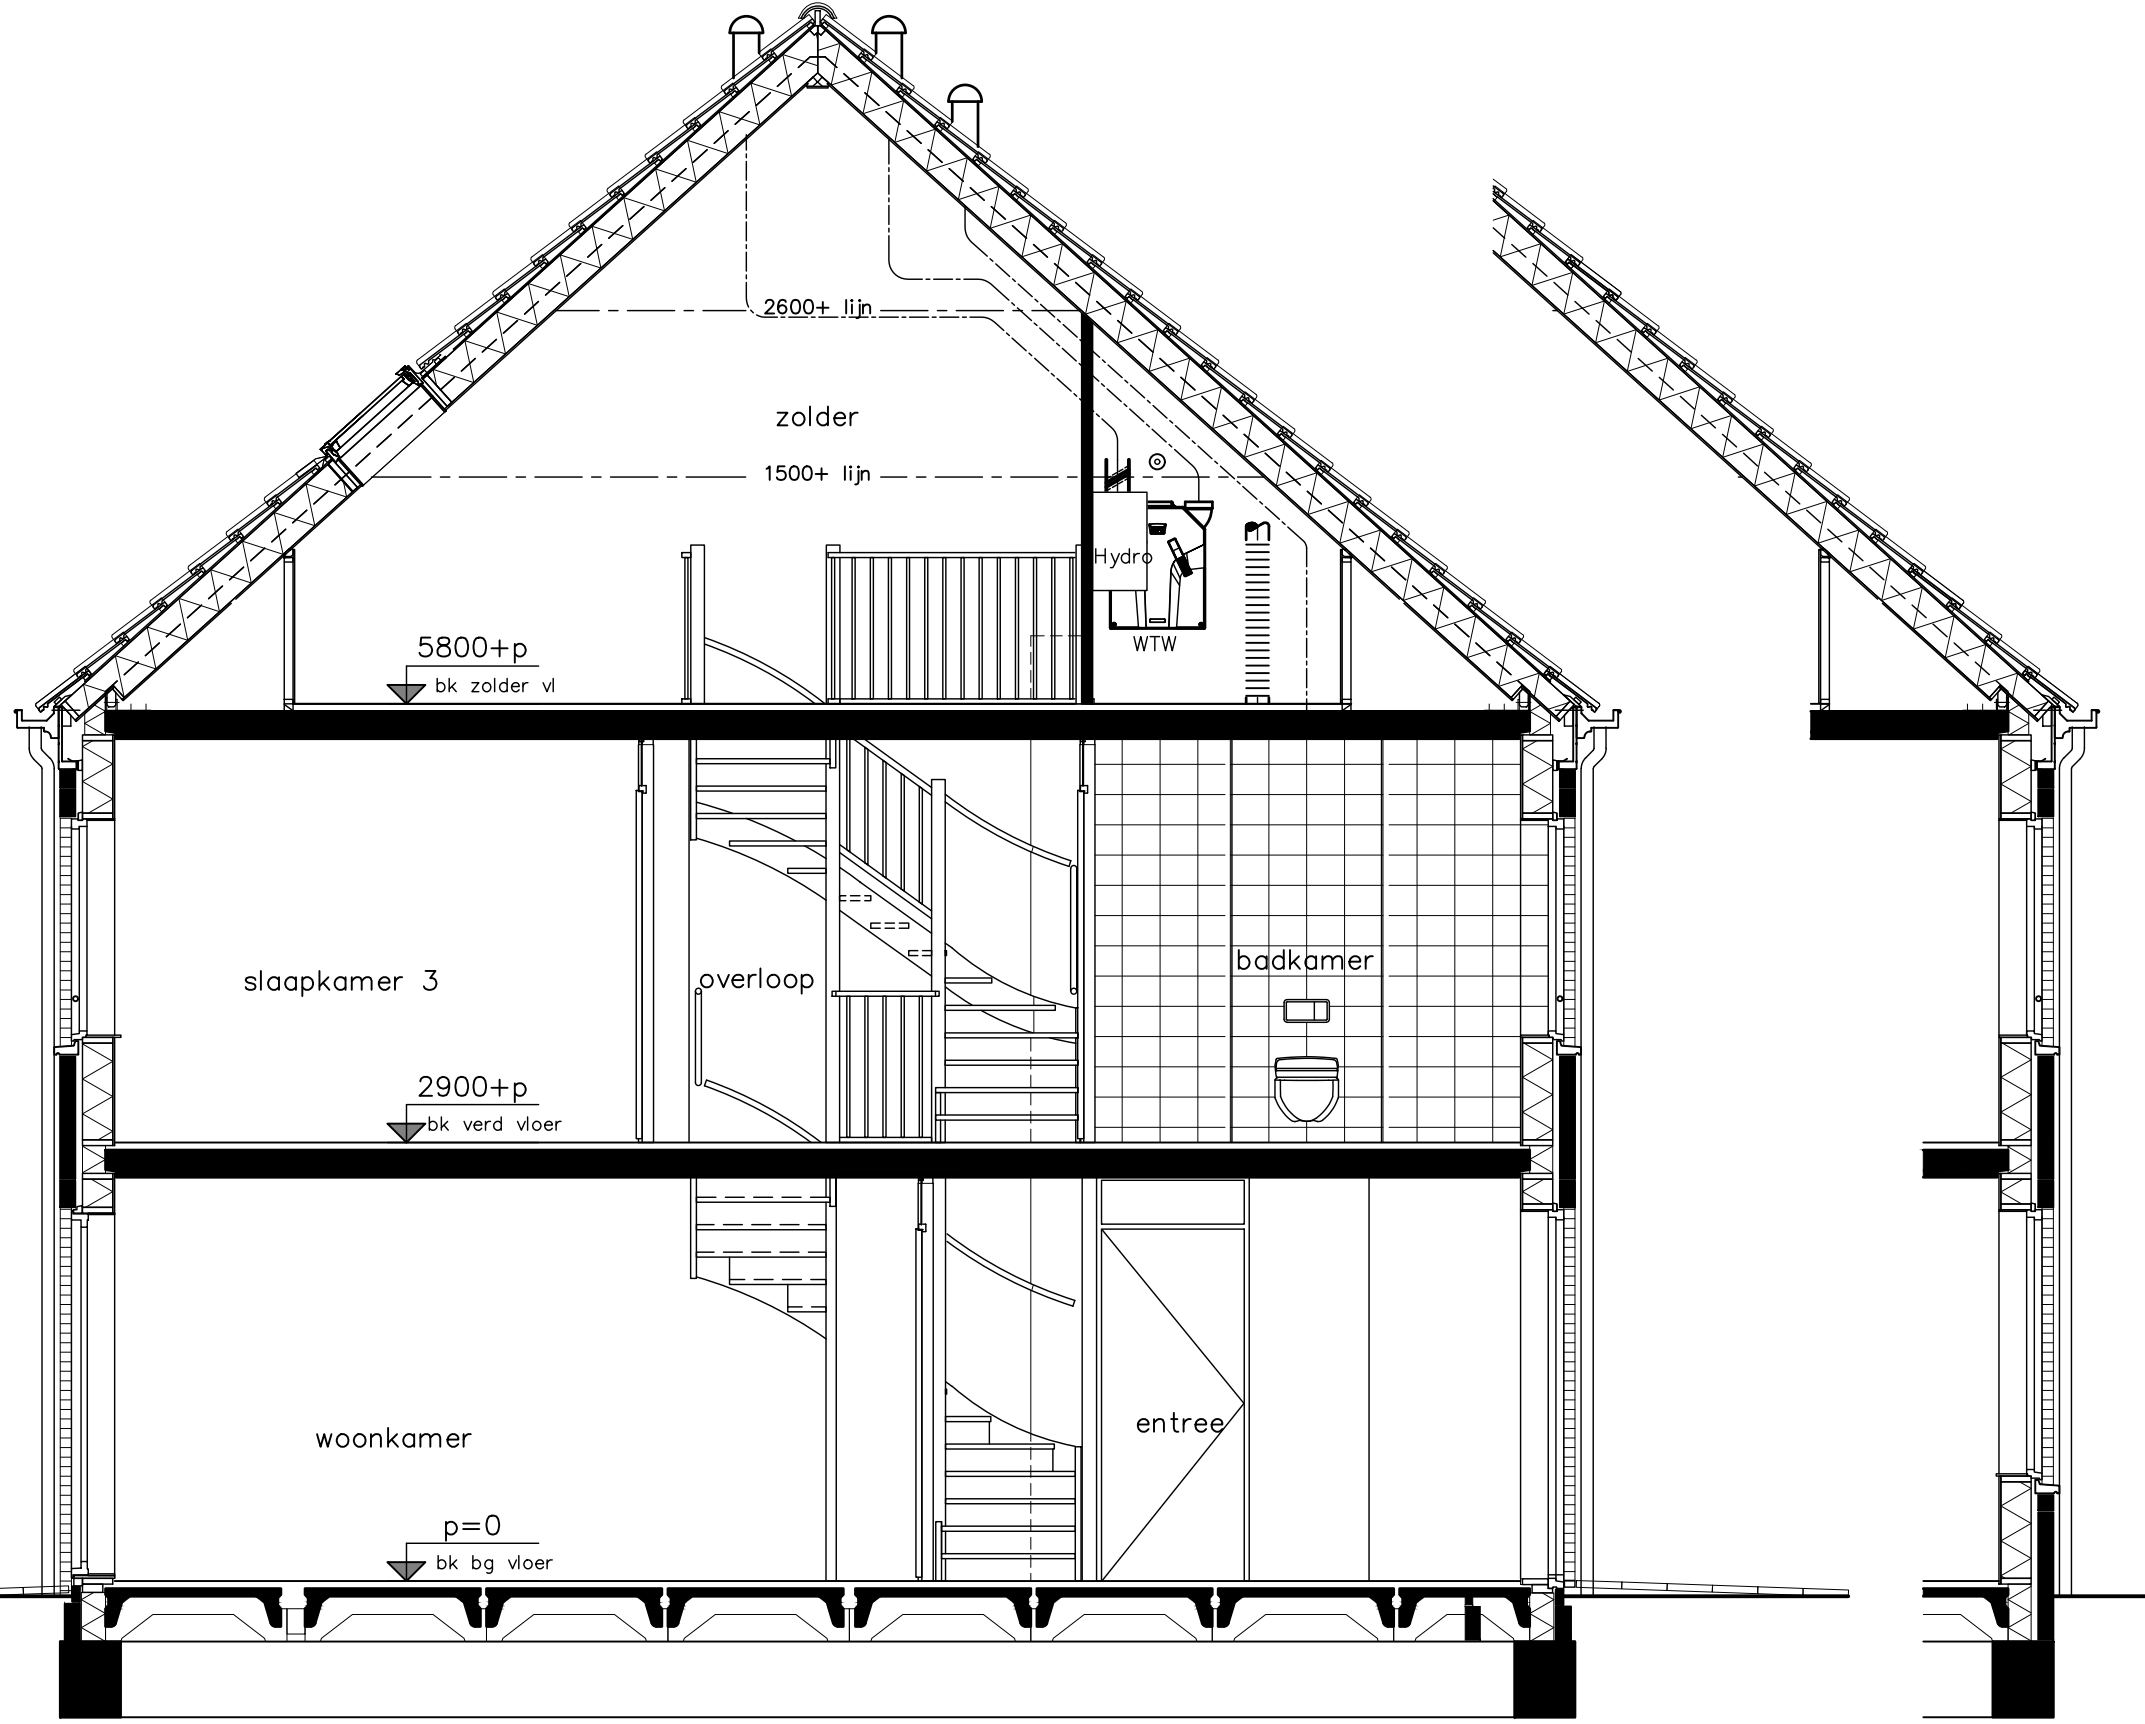 2600+ lijn
zolder
1500+ lijn
Hydro
WTW
5800+p
bk zolder vl
badkamer
slaapkamer 3
overloop
2900+p
bk verd vloer
entree
woonkamer
p=0
bk bg vloer